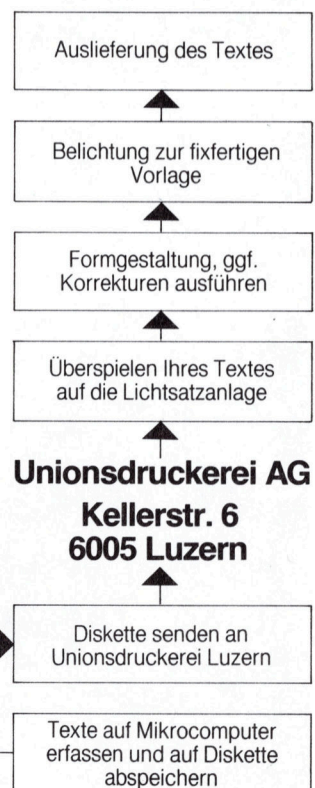 Auslieferung des Textes
Belichtung zur fixfertigen
Vorlage
Formgestaltung, ggf.
Korrekturen ausführen
Überspielen Ihres Textes
auf die Lichtsatzanlage
Unionsdruckerei AG
Kellerstr. 6
6005 Luzern
Diskette senden an
Unionsdruckerei Luzern
Texte auf Mikrocomputer
erfassen und auf Diskette
abspeichern